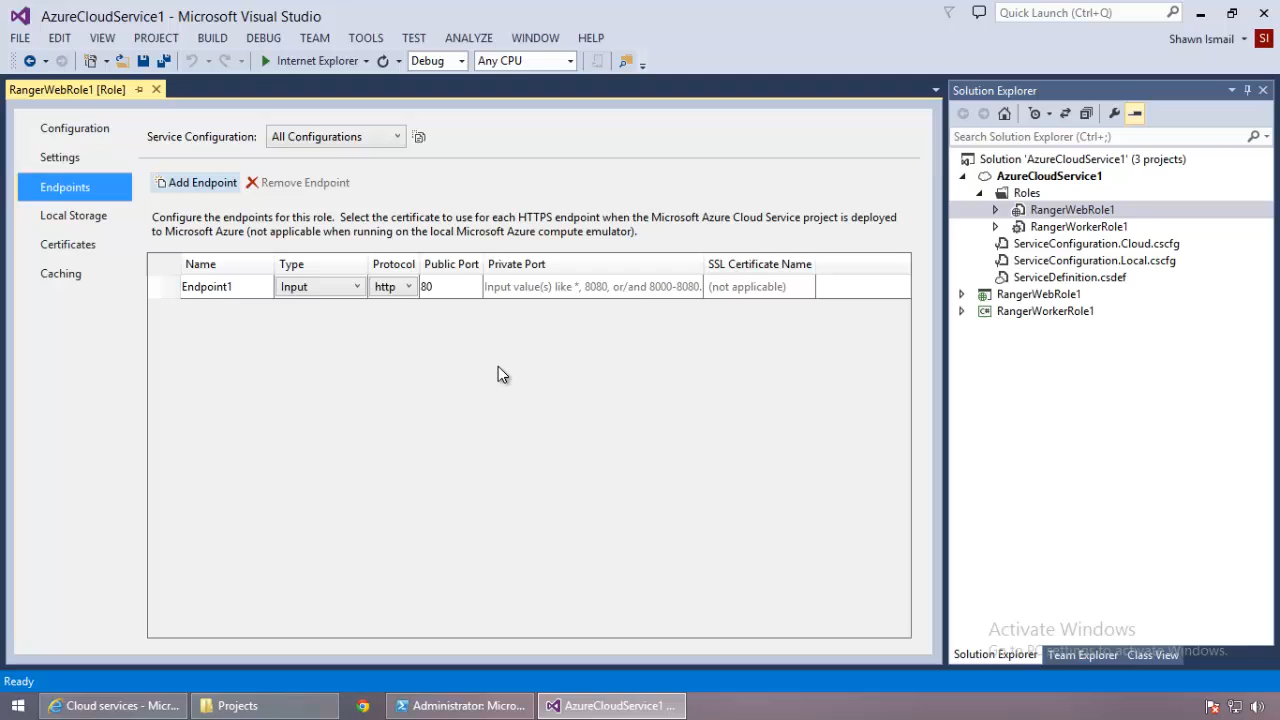 AzureCloudService1 - Microsoft Visual Studio
Quick Launch (Ctrl+Q)
FILE EDIT VIEW PROJECT BUILD DEBUG TEAM TOOLS TEST ANALYZE WINDOW HELP
Shawn Ismail SI
Internet Explorer Debug Any CPU
RangerWebRole1 [Role]
Configuration
Settings
Endpoints
Local Storage
Certificates
Caching
Service Configuration: All Configurations
Add Endpoint Remove Endpoint
Configure the endpoints for this role. Select the certificate to use for each HTTPS endpoint when the Microsoft Azure Cloud Service project is deployed
to Microsoft Azure (not applicable when running on the local Microsoft Azure compute emulator).
Name Type Protocol Public Port Private Port SSL Certificate Name
Endpoint1 Input http 80 Input value(s) like *, 8080, or/and 8000-8080. (not applicable)
Solution Explorer
Search Solution Explorer (Ctrl+;)
Solution 'AzureCloudService1' (3 projects)
AzureCloudService1
Roles
RangerWebRole1
RangerWorkerRole1
ServiceConfiguration.Cloud.cscfg
ServiceConfiguration.Local.cscfg
ServiceDefinition.csdef
RangerWebRole1
C# RangerWorkerRole1
Activate Windows
Go to PC settings to activate Windows.
Solution Explorer Team Explorer Class View
Ready
Cloud services - Micr... Projects Administrator: Micro... AzureCloudService1 ...